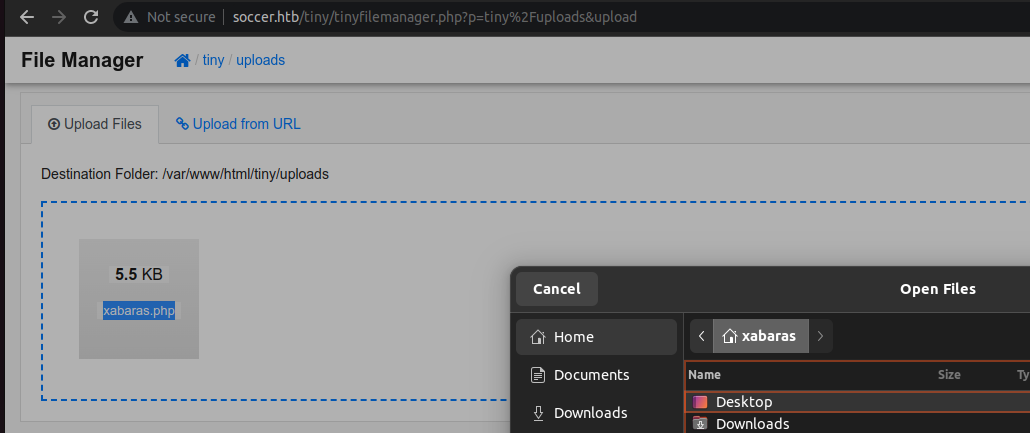 Not secure soccer.htb/tiny/tinyfilemanager.php?p=tiny%2Fuploads&upload
File Manager / tiny / uploads
Upload Files Upload from URL
Destination Folder: /var/www/html/tiny/uploads
5.5 KB
xabaras.php
Cancel Open Files
Home
xabaras
Documents
Name Size Ty
Desktop
Downloads
Downloads